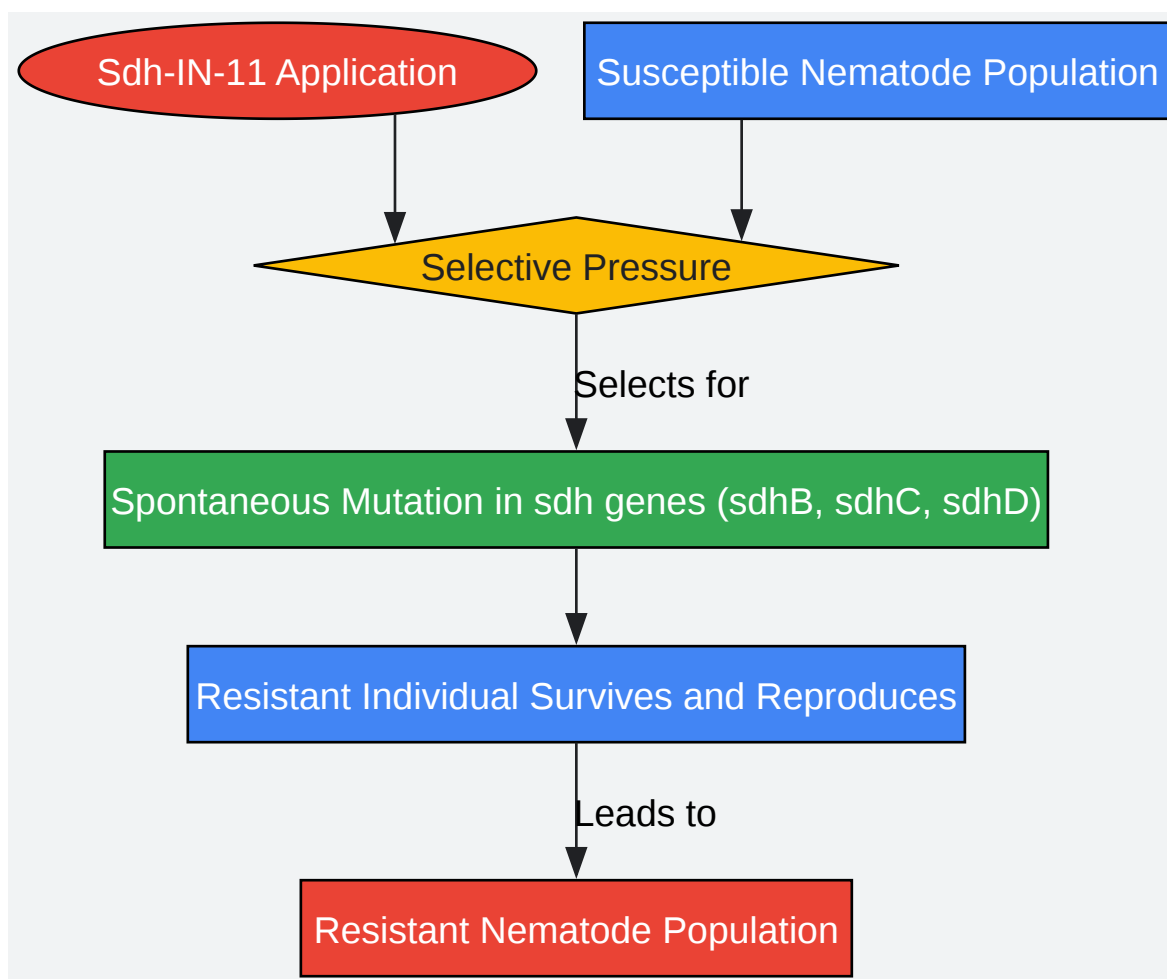 Sdh-IN-11 Application
Susceptible Nematode Population
Selective Pressure
Selects for
Spontaneous Mutation in sdh genes (sdhB, sdhC, sdhD)
Resistant Individual Survives and Reproduces
Leads to
Resistant Nematode Population